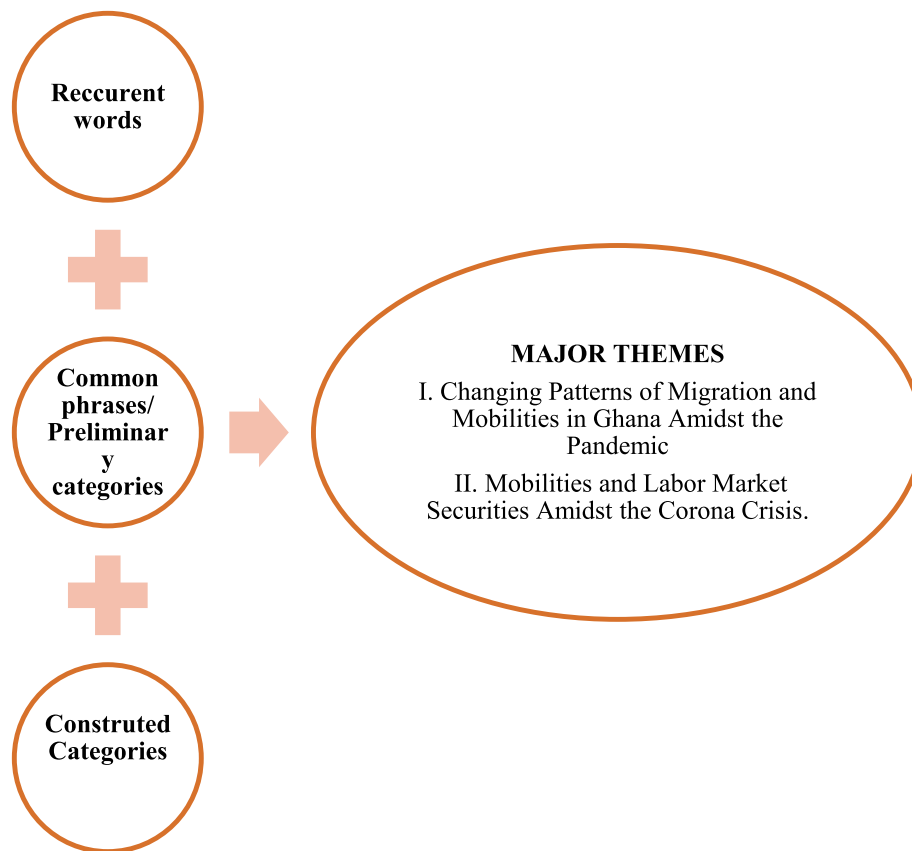 Reccurent
words
Common
phrases/
Preliminar
y
categories
Construted
Categories
MAJOR THEMES
I. Changing Patterns of Migration and
Mobilities in Ghana Amidst the
Pandemic
II. Mobilities and Labor Market
Securities Amidst the Corona Crisis.